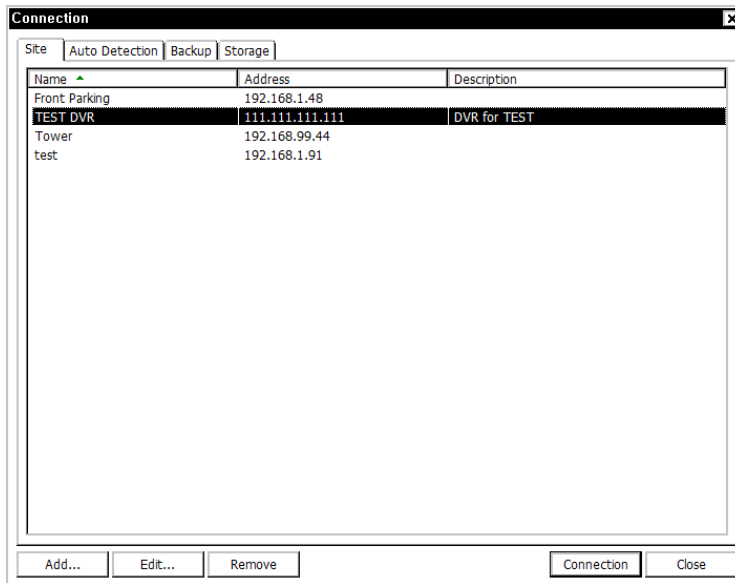 Connection
Site Auto Detection Backup Storage
Name Address Description
Front Parking 192.168.1.48
TEST DVR 111.111.111.111 DVR for TEST
Tower 192.168.99.44
test 192.168.1.91
Add... Edit... Remove Connection Close